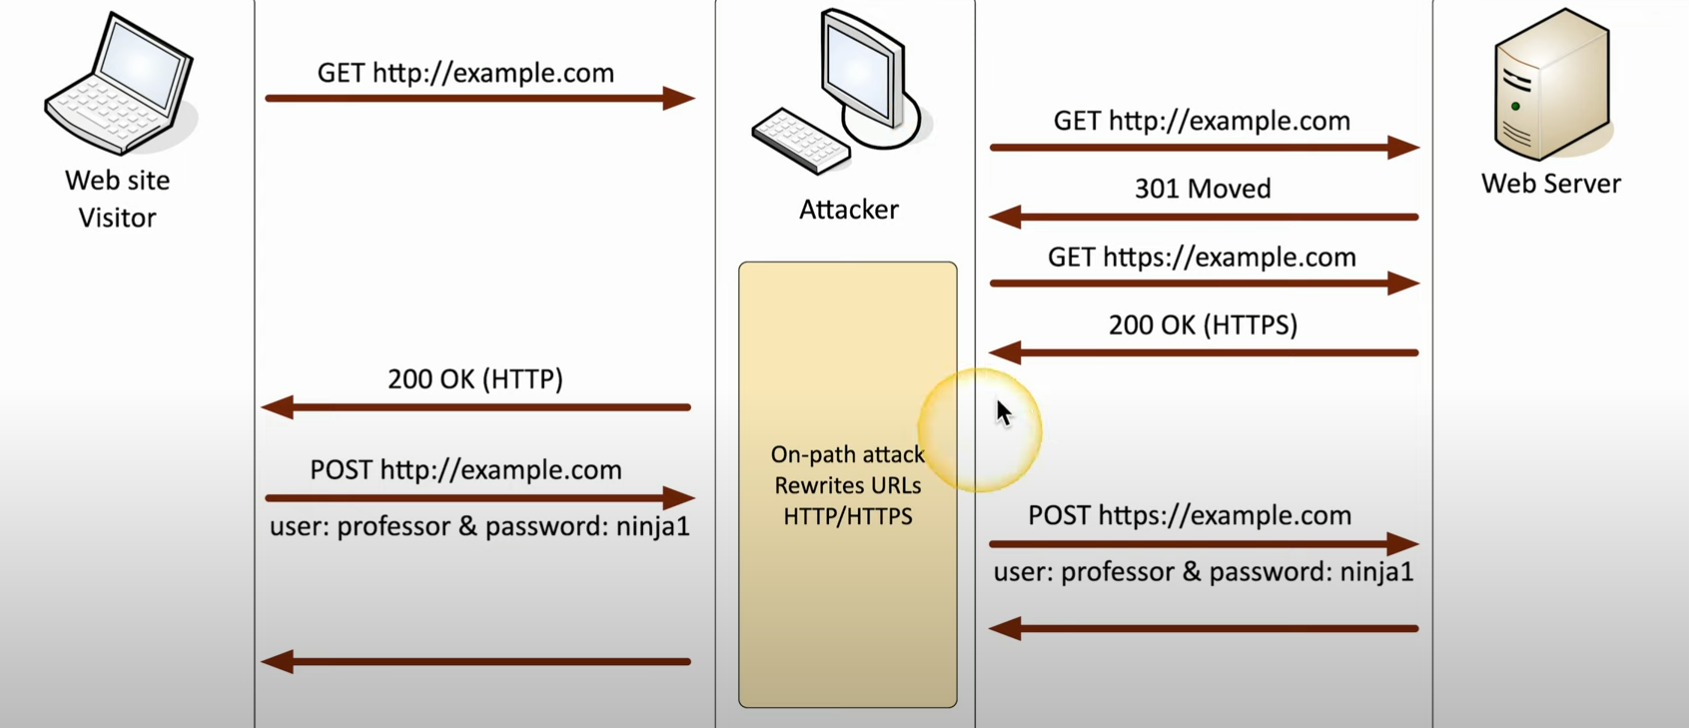 GET http://example.com
GET http://example.com
Web site
Visitor
Attacker
Web Server
301 Moved
GET https://example.com
200 OK (HTTPS)
200 OK (HTTP)
On-path attack
Rewrites URLs
HTTP/HTTPS
POST http://example.com
user: professor & password: ninja1
POST https://example.com
user: professor & password: ninja1